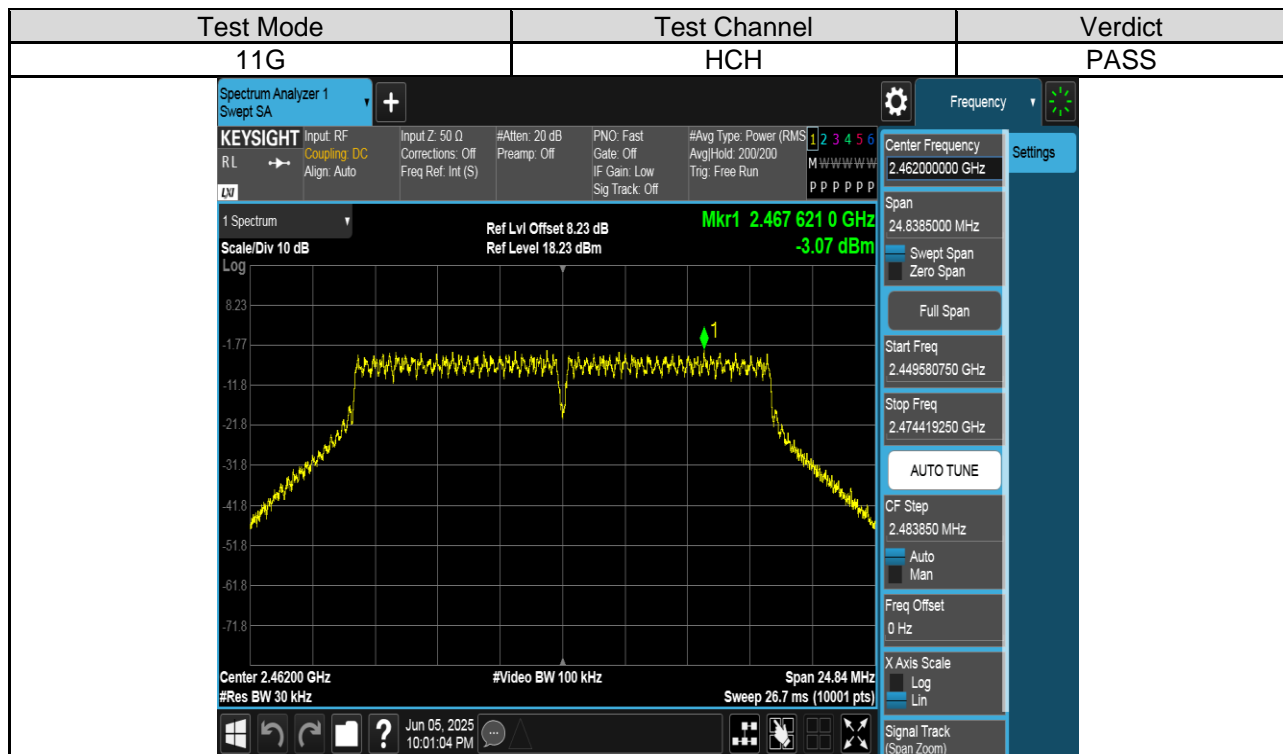 Test Mode Test Channel Verdict
11G HCH PASS
Spectrum Analyzer 1
Swept SA
+
Frequency
KEYSIGHT
R L
LXI
Input: RF
Coupling: DC
Align: Auto
Input Z: 50 Ω
Corrections: Off
Freq Ref: Int (S)
#Atten: 20 dB
Preamp: Off
PNO: Fast
Gate: Off
IF Gain: Low
Sig Track: Off
#Avg Type: Power (RMS
Avg|Hold: 200/200
Trig: Free Run
1 2 3 4 5 6
M W W W W W
P P P P P P
1 Spectrum
Scale/Div 10 dB
Log
Ref Lvl Offset 8.23 dB
Ref Level 18.23 dBm
Mkr1 2.467 621 0 GHz
-3.07 dBm
1
8.23
-1.77
-11.8
-21.8
-31.8
-41.8
-51.8
-61.8
-71.8
Center 2.46200 GHz #Video BW 100 kHz Span 24.84 MHz
#Res BW 30 kHz Sweep 26.7 ms (10001 pts)
?
Jun 05, 2025
10:01:04 PM
Center Frequency
2.462000000 GHz
Settings
Span
24.8385000 MHz
Swept Span
Zero Span
Full Span
Start Freq
2.449580750 GHz
Stop Freq
2.474419250 GHz
AUTO TUNE
CF Step
2.483850 MHz
Auto
Man
Freq Offset
0 Hz
X Axis Scale
Log
Lin
Signal Track
(Span Zoom)